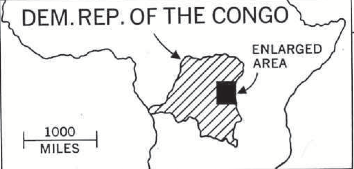 DEM. REP. OF THE CONGO
ENLARGED
AREA
1000
MILES